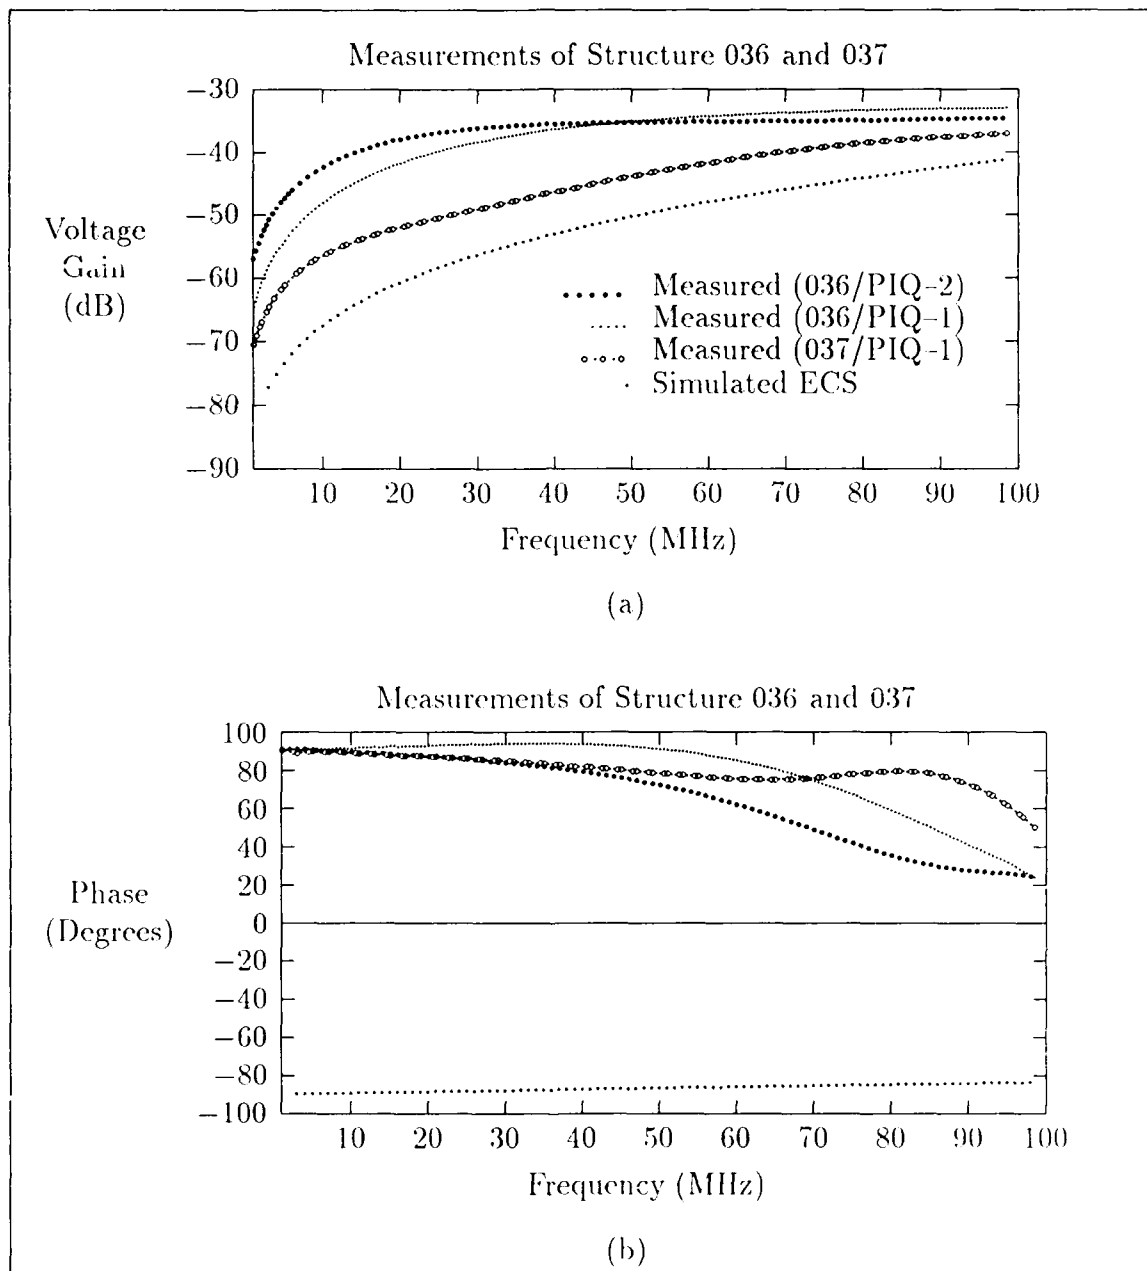 Measurements of Structure 036 and 037
−30
−40
−50
−60
−70
−80
−90
Voltage
Gain
(dB)
Measured (036/PIQ-2)
Measured (036/PIQ-1)
Measured (037/PIQ-1)
Simulated ECS
10 20 30 40 50 60 70 80 90 100
Frequency (MHz)
(a)
Measurements of Structure 036 and 037
100
80
60
40
20
0
−20
−40
−60
−80
−100
Phase
(Degrees)
10 20 30 40 50 60 70 80 90 100
Frequency (MHz)
(b)